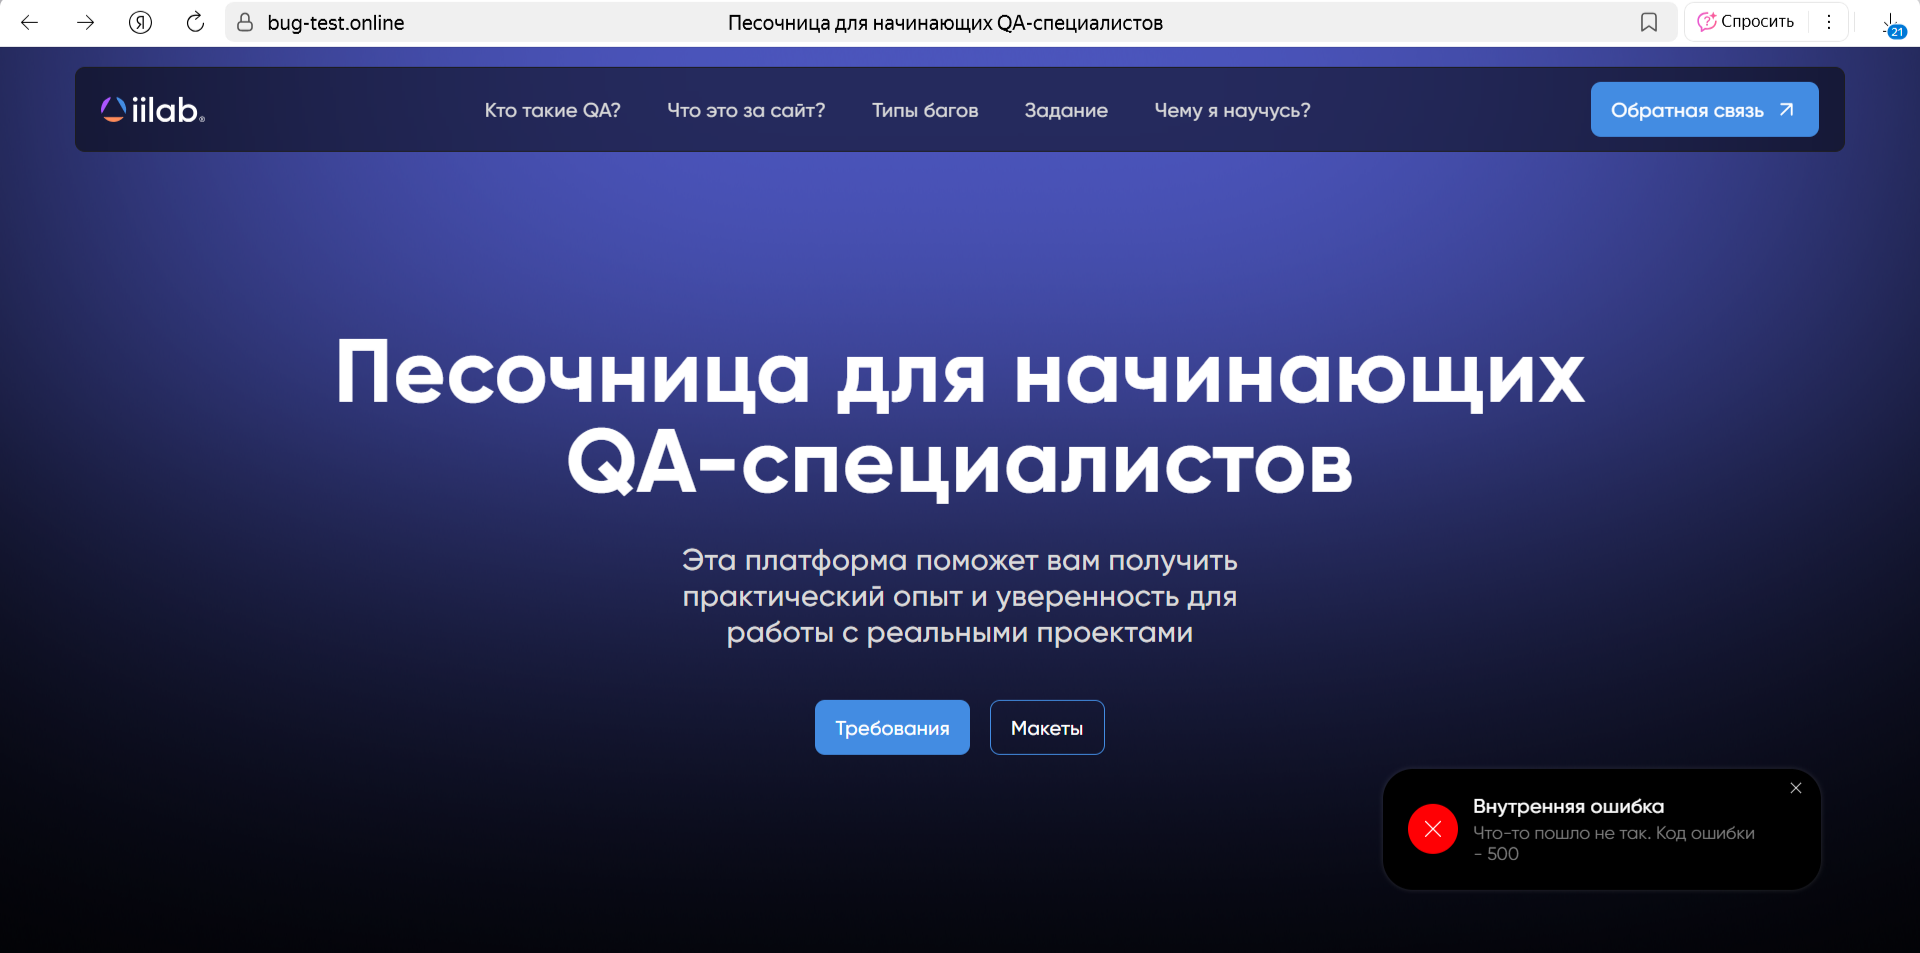 Я
bug-test.online
Песочница для начинающих QA-специалистов
Спросить
21
iilab®
Кто такие QA?
Что это за сайт?
Типы багов
Задание
Чему я научусь?
Обратная связь
Песочница для начинающих
QA-специалистов
Эта платформа поможет вам получить
практический опыт и уверенность для
работы с реальными проектами
Требования
Макеты
Внутренняя ошибка
Что-то пошло не так. Код ошибки
- 500